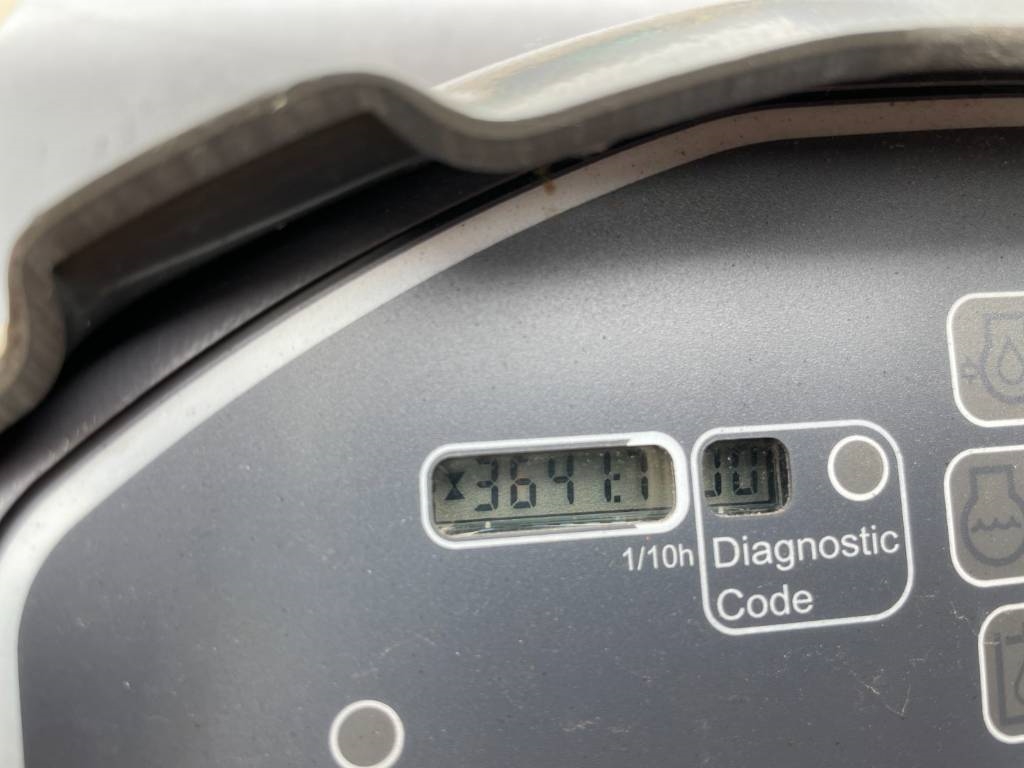 3641.1
1/10h
Diagnostic
Code